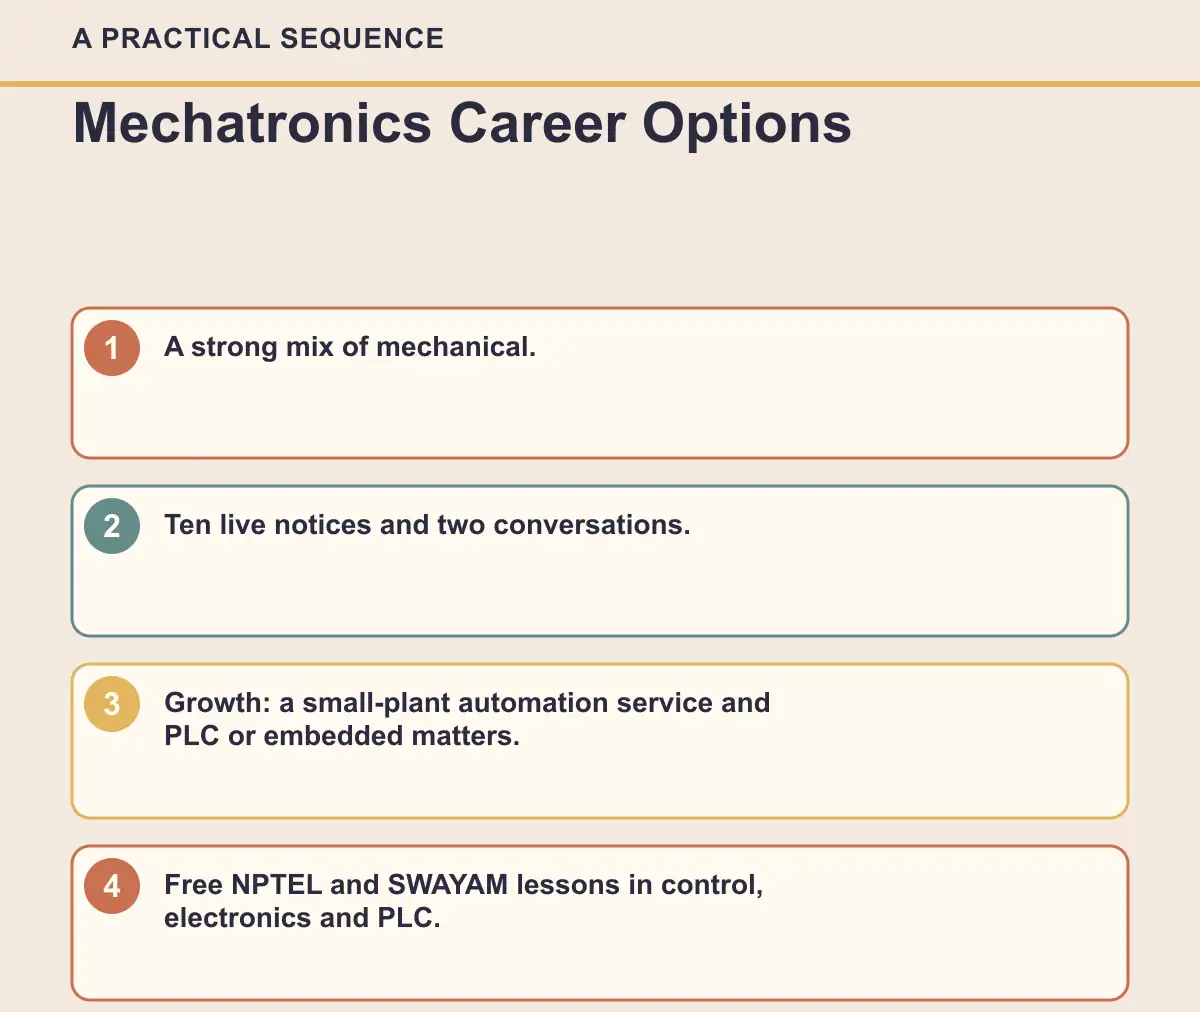 A PRACTICAL SEQUENCE
Mechatronics Career Options
1
A strong mix of mechanical.
2
Ten live notices and two conversations.
3
Growth: a small-plant automation service and
PLC or embedded matters.
4
Free NPTEL and SWAYAM lessons in control,
electronics and PLC.